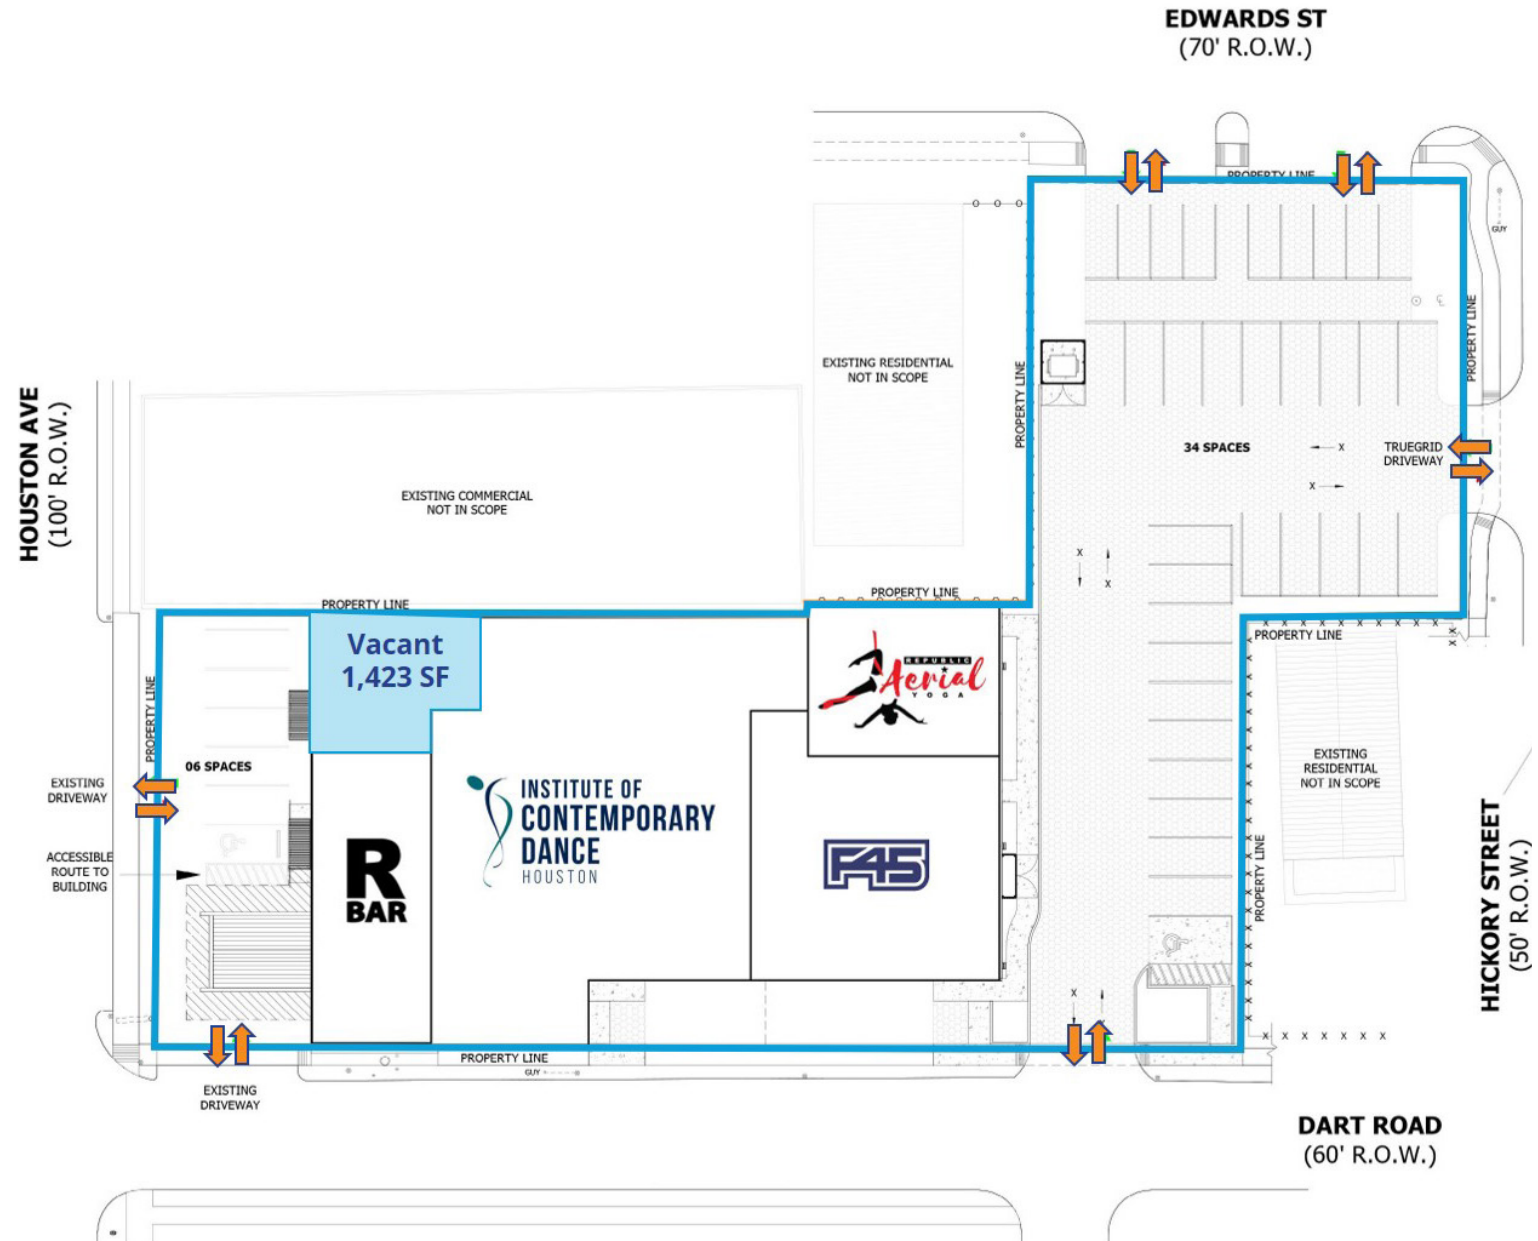 EDWARDS ST
(70' R.O.W.)
PROPERTY LINE
GUY
PROPERTY LINE
EXISTING RESIDENTIAL
NOT IN SCOPE
PROPERTY LINE
HOUSTON AVE
(100' R.O.W.)
34 SPACES
X
TRUEGRID
DRIVEWAY
X
EXISTING COMMERCIAL
NOT IN SCOPE
X
X
PROPERTY LINE
PROPERTY LINE
Vacant
1,423 SF
PROPERTY LINE
REPUBLIC
Aerial
YOGA
PROPERTY LINE
06 SPACES
EXISTING
DRIVEWAY
EXISTING
RESIDENTIAL
NOT IN SCOPE
INSTITUTE OF
CONTEMPORARY
DANCE
HOUSTON
R
BAR
F45
ACCESSIBLE
ROUTE TO
BUILDING
PROPERTY LINE
HICKORY STREET
(50' R.O.W.)
X
X
PROPERTY LINE
GUY
EXISTING
DRIVEWAY
DART ROAD
(60' R.O.W.)